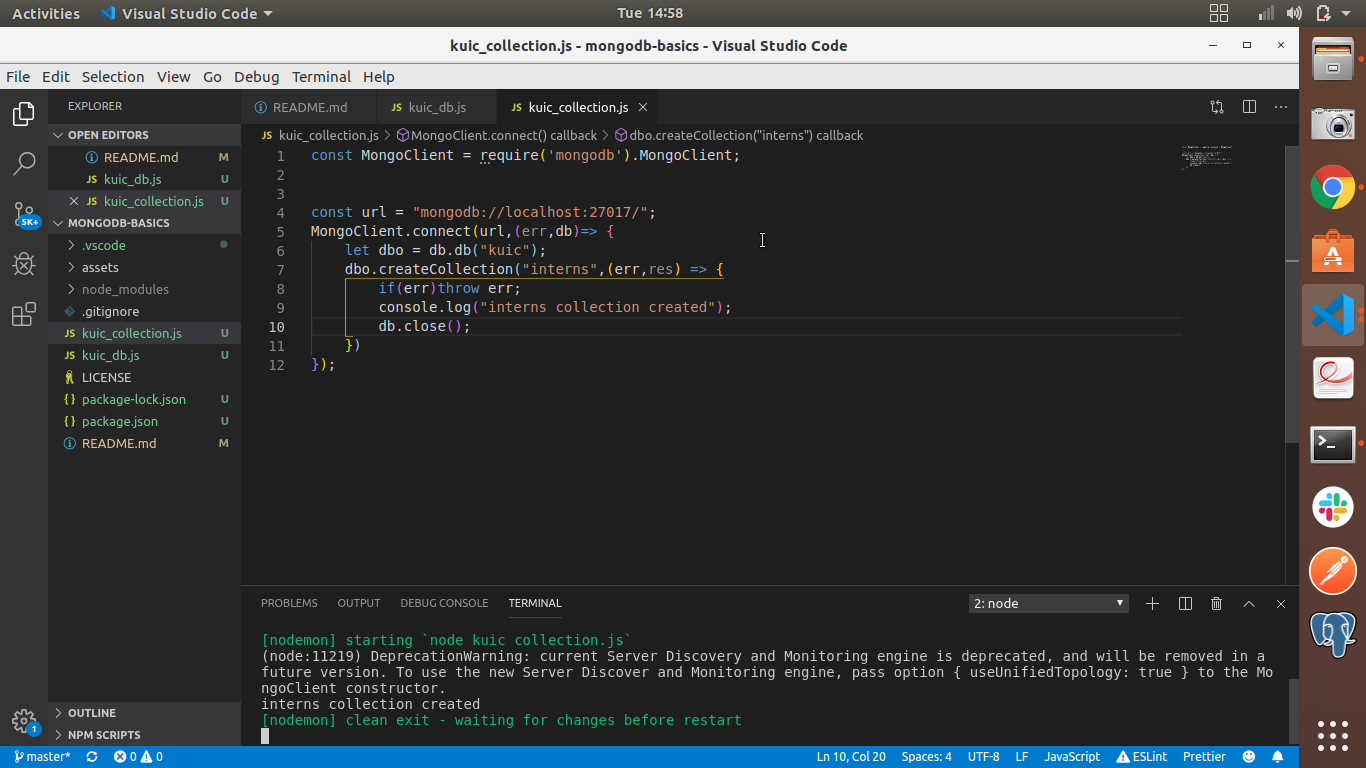 Activities Visual Studio Code Tue 14:58
kuic_collection.js - mongodb-basics - Visual Studio Code
File Edit Selection View Go Debug Terminal Help
EXPLORER
OPEN EDITORS
README.md M
kuic_db.js U
kuic_collection.js U
MONGODB-BASICS
.vscode
assets
node_modules
.gitignore
kuic_collection.js U
kuic_db.js U
LICENSE
package-lock.json U
package.json U
README.md M
OUTLINE
NPM SCRIPTS
5K+
1
README.md JS kuic_db.js JS kuic_collection.js
JS kuic_collection.js > MongoClient.connect() callback > dbo.createCollection("interns") callback
1 const MongoClient = require('mongodb').MongoClient;
2
3
4 const url = "mongodb://localhost:27017/";
5 MongoClient.connect(url,(err,db)=> {
6 let dbo = db.db("kuic");
7 dbo.createCollection("interns",(err,res) => {
8 if(err)throw err;
9 console.log("interns collection created");
10 db.close();
11 })
12 });
PROBLEMS OUTPUT DEBUG CONSOLE TERMINAL 2: node
[nodemon] starting `node kuic collection.js`
(node:11219) DeprecationWarning: current Server Discovery and Monitoring engine is deprecated, and will be removed in a
future version. To use the new Server Discover and Monitoring engine, pass option { useUnifiedTopology: true } to the Mo
ngoClient constructor.
interns collection created
[nodemon] clean exit - waiting for changes before restart
master* 0 0 Ln 10, Col 20 Spaces: 4 UTF-8 LF JavaScript ESLint Prettier